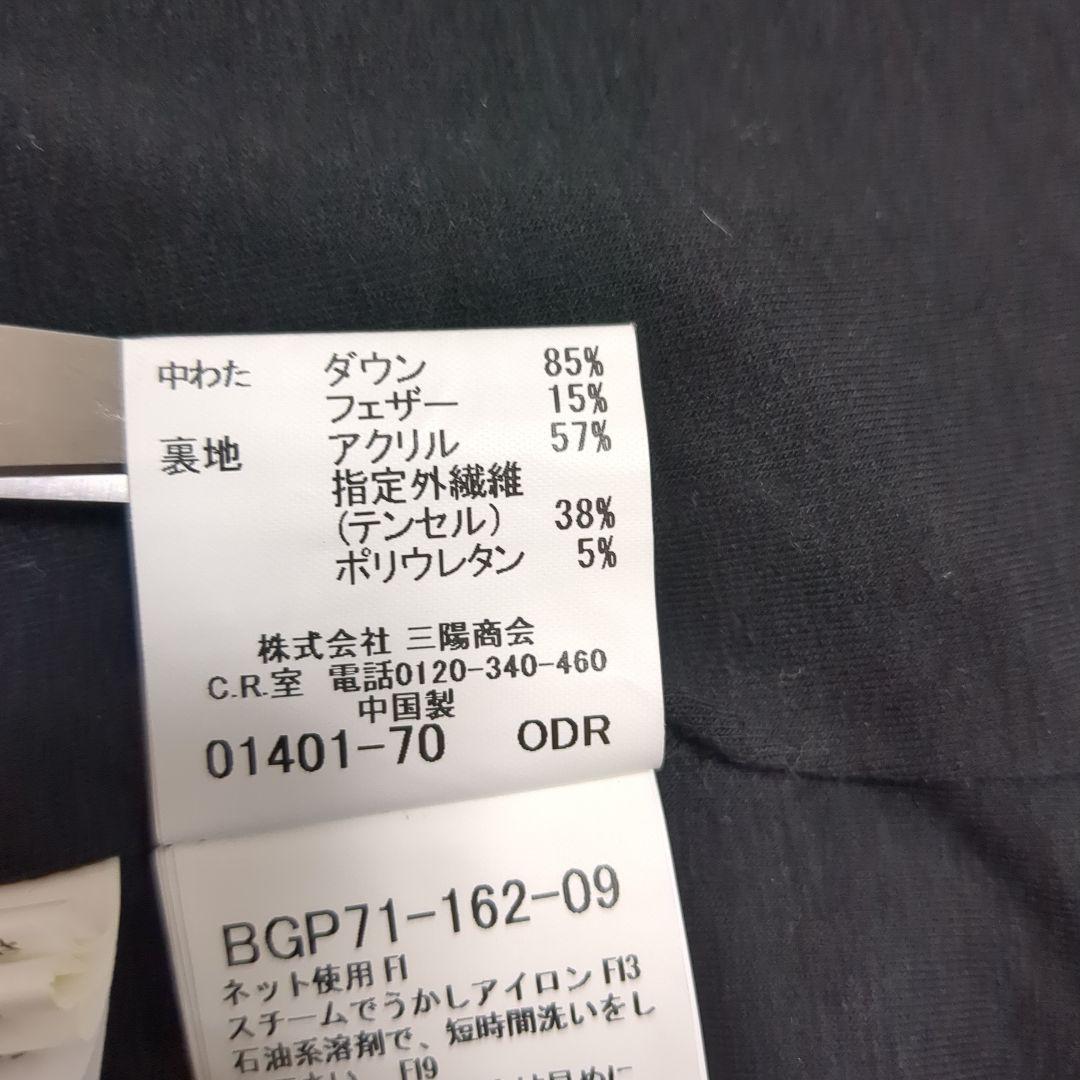 中わた ダウン 85%
フェザー 15%
裏地 アクリル 57%
指定外繊維
(テンセル) 38%
ポリウレタン 5%
株式会社 三陽商会
C.R.室 電話0120-340-460
中国製
01401-70 ODR
BGP71-162-09
ネット使用 F1
スチームでうかしアイロン F13
石油系溶剤で、短時間洗いをし
F19